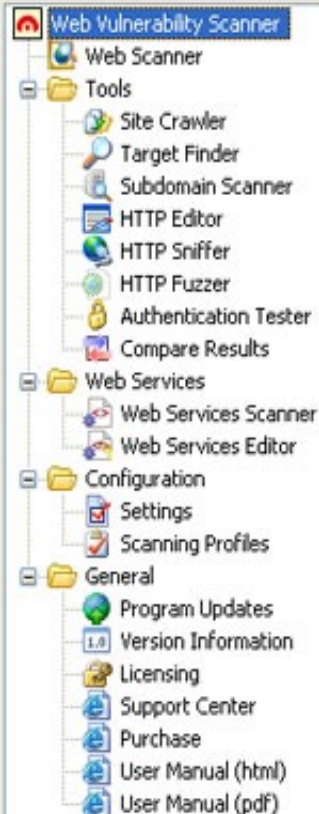 Web Vulnerability Scanner
Web Scanner
Tools
Site Crawler
Target Finder
Subdomain Scanner
HTTP Editor
HTTP Sniffer
HTTP Fuzzer
Authentication Tester
Compare Results
Web Services
Web Services Scanner
Web Services Editor
Configuration
Settings
Scanning Profiles
General
Program Updates
1.0 Version Information
Licensing
Support Center
Purchase
User Manual (html)
User Manual (pdf)